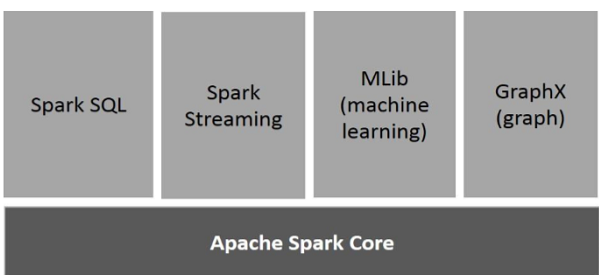 Spark SQL
Spark
Streaming
MLib
(machine
learning)
GraphX
(graph)
Apache Spark Core